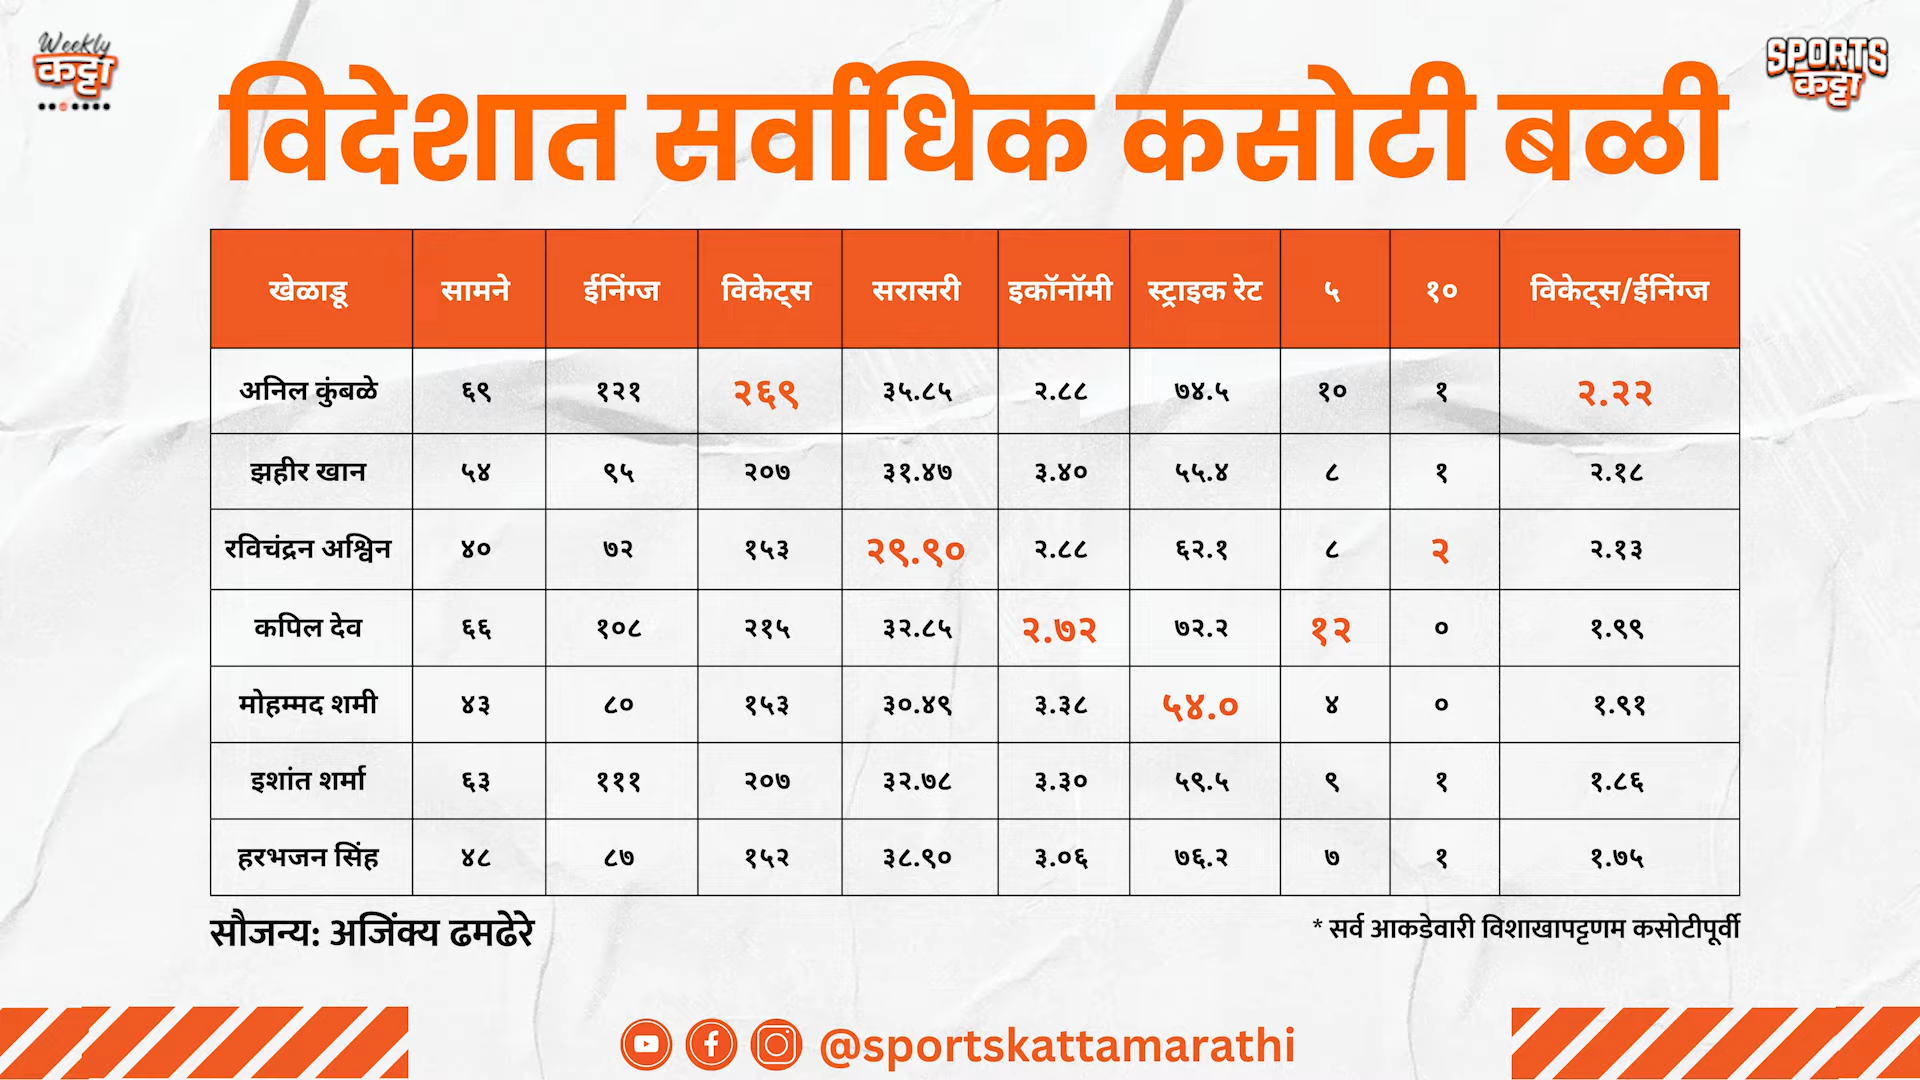 Weekly
कट्टा
SPORTS
कट्टा
विदेशात सर्वाधिक कसोटी बळी
खेळाडू सामने ईनिंग्ज विकेट्स सरासरी इकॉनॉमी स्ट्राइक रेट ५ १० विकेट्स/ईनिंग्ज
अनिल कुंबळे ६९ १२१ २६९ ३५.८५ २.८८ ७४.५ १० १ २.२२
झहीर खान ५४ ९५ २०७ ३१.४७ ३.४० ५५.४ ८ १ २.१८
रविचंद्रन अश्विन ४० ७२ १५३ २९.९० २.८८ ६२.१ ८ २ २.१३
कपिल देव ६६ १०८ २१५ ३२.८५ २.७२ ७२.२ १२ ० १.९९
मोहम्मद शमी ४३ ८० १५३ ३०.४९ ३.३८ ५४.० ४ ० १.९१
इशांत शर्मा ६३ १११ २०७ ३२.७८ ३.३० ५९.५ ९ १ १.८६
हरभजन सिंह ४८ ८७ १५२ ३८.९० ३.०६ ७६.२ ७ १ १.७५
सौजन्य: अजिंक्य ढमढेरे
* सर्व आकडेवारी विशाखापट्टणम कसोटीपूर्वी
@sportskattamarathi